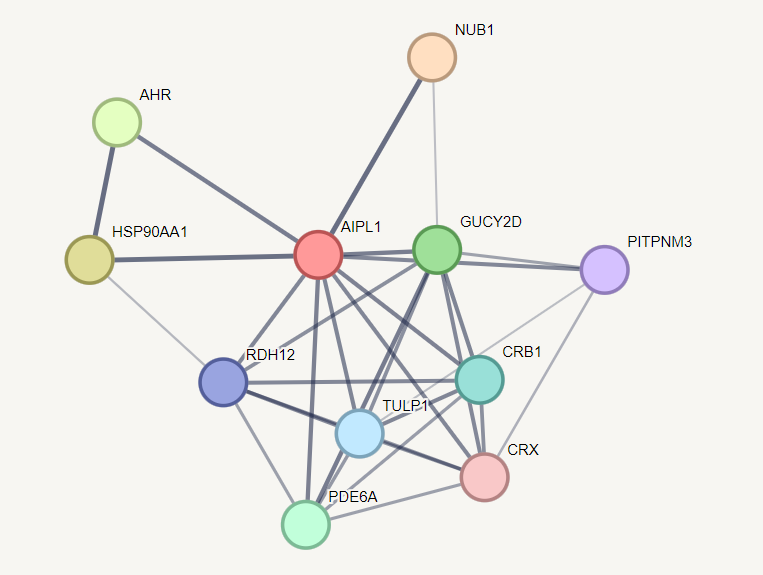 NUB1
AHR
GUCY2D
AIPL1
HSP90AA1
PITPNM3
CRB1
RDH12
TULP1
CRX
PDE6A